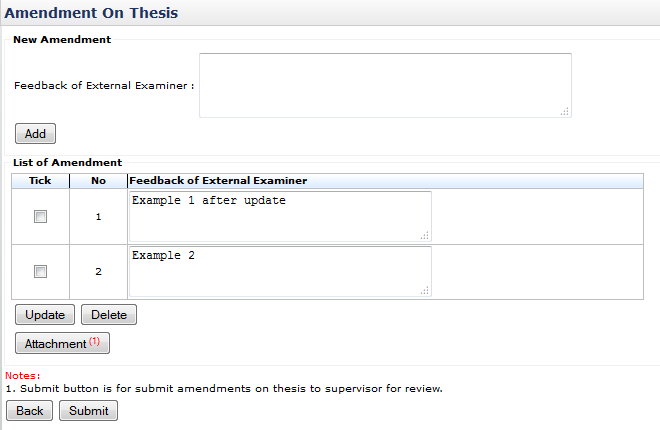 Amendment On Thesis
New Amendment
Feedback of External Examiner :
Add
List of Amendment
Tick No Feedback of External Examiner
1 Example 1 after update
2 Example 2
Update Delete
Attachment (1)
Notes:
1. Submit button is for submit amendments on thesis to supervisor for review.
Back Submit